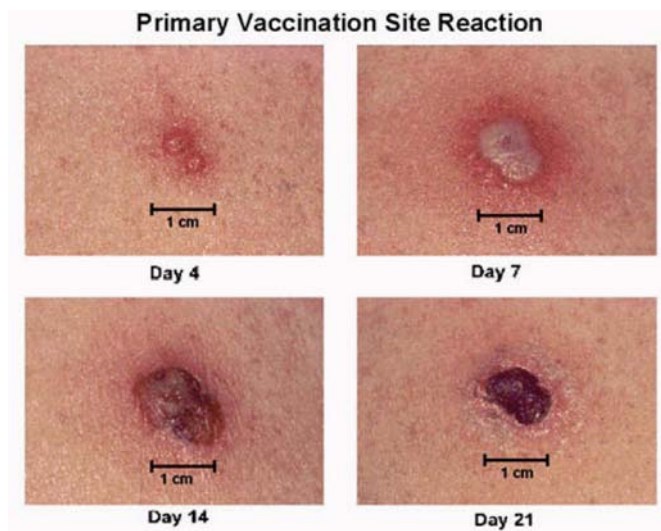 Primary Vaccination Site Reaction
1 cm
1 cm
Day 4
Day 7
1 cm
1 cm
Day 14
Day 21